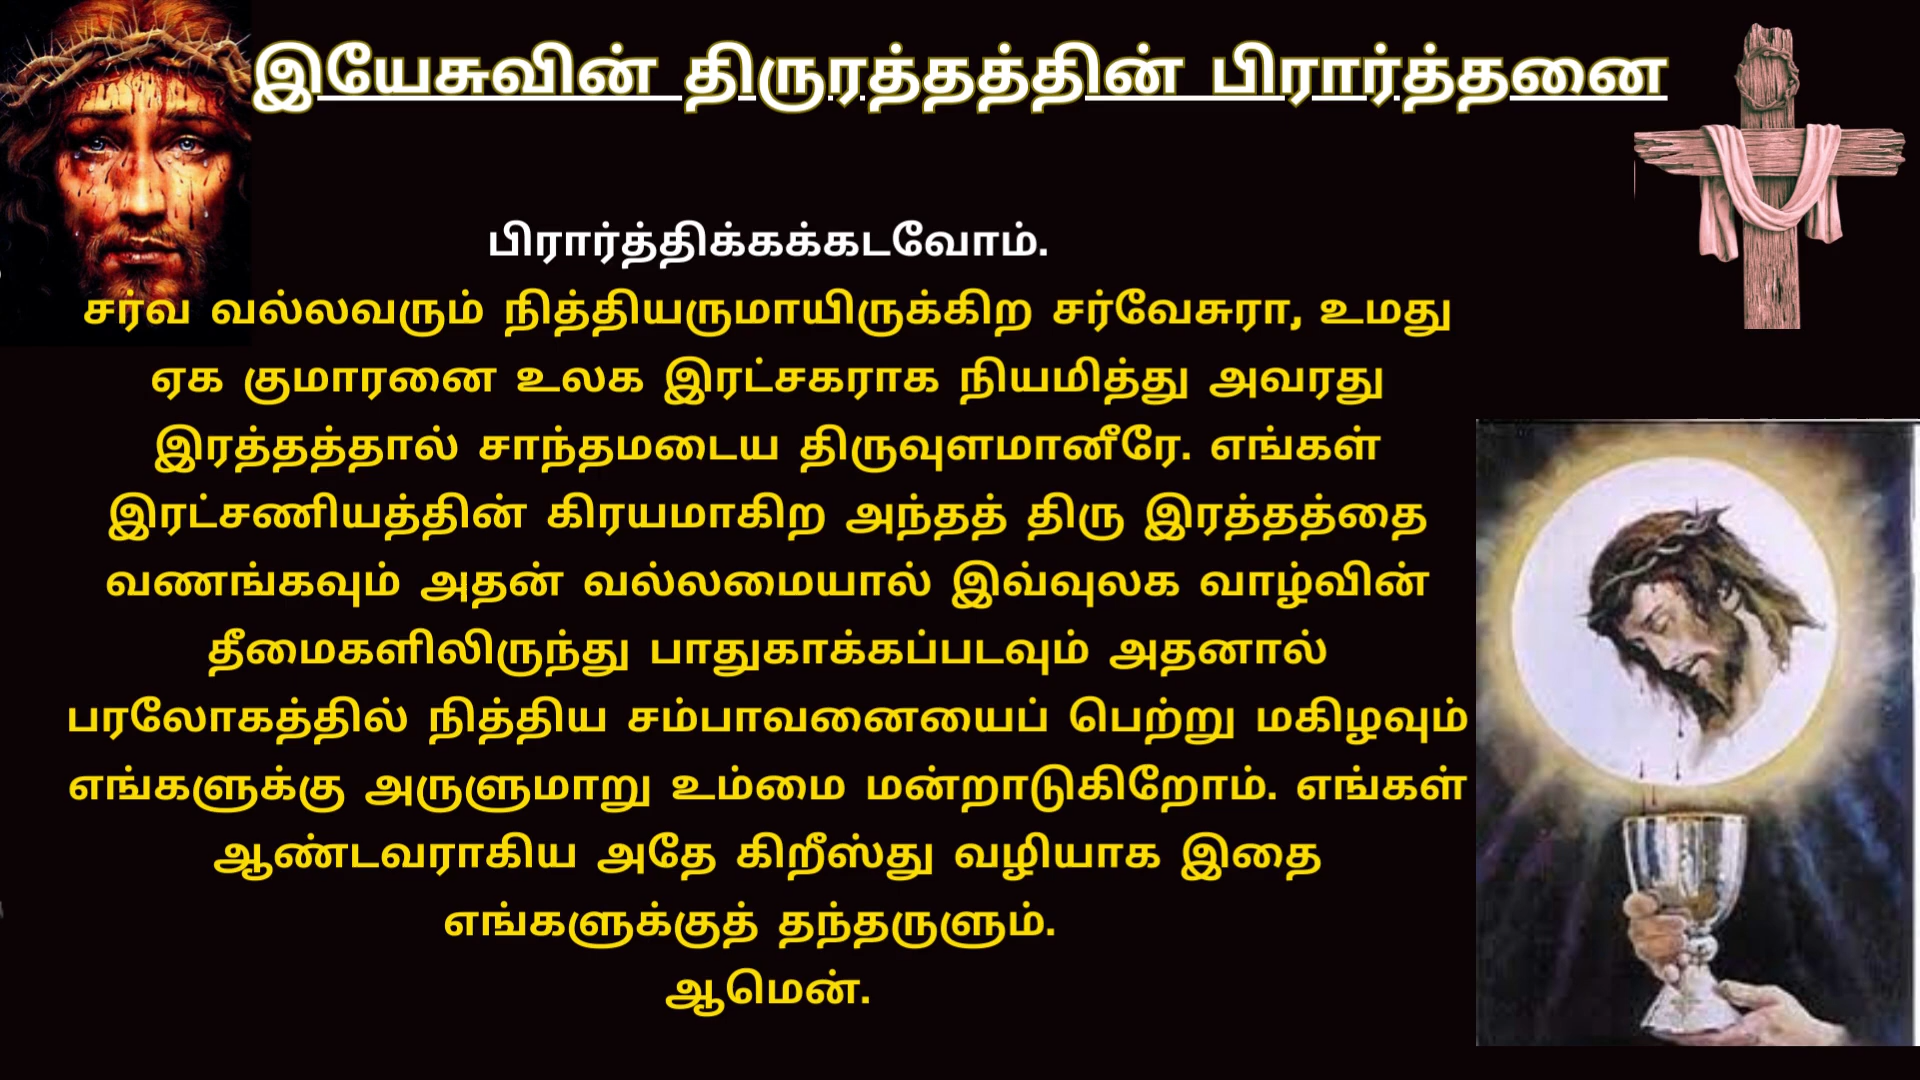 இயேசுவின் திருரத்தத்தின் பிரார்த்தனை
பிரார்த்திக்கக்கடவோம்.
சர்வ வல்லவரும் நித்தியருமாயிருக்கிற சர்வேசுரா, உமது
ஏக குமாரனை உலக இரட்சகராக நியமித்து அவரது
இரத்தத்தால் சாந்தமடைய திருவுளமானீரே. எங்கள்
இரட்சணியத்தின் கிரயமாகிற அந்தத் திரு இரத்தத்தை
வணங்கவும் அதன் வல்லமையால் இவ்வுலக வாழ்வின்
தீமைகளிலிருந்து பாதுகாக்கப்படவும் அதனால்
பரலோகத்தில் நித்திய சம்பாவனையைப் பெற்று மகிழவும்
எங்களுக்கு அருளுமாறு உம்மை மன்றாடுகிறோம். எங்கள்
ஆண்டவராகிய அதே கிறீஸ்து வழியாக இதை
எங்களுக்குத் தந்தருளும்.
ஆமென்.